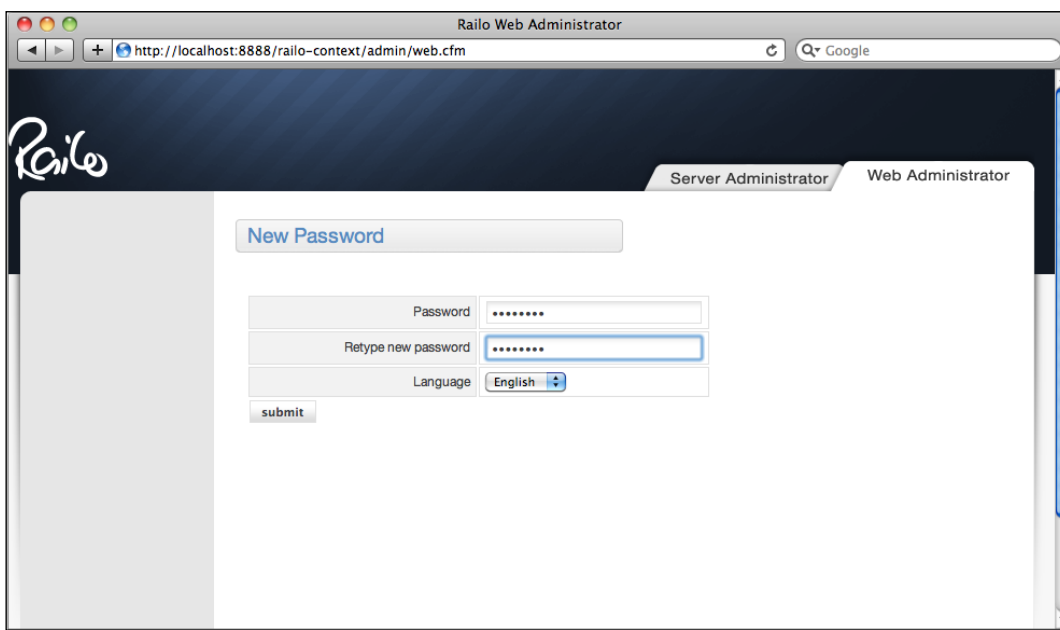 Railo Web Administrator
http://localhost:8888/railo-context/admin/web.cfm
Google
Railo
Server Administrator
Web Administrator
New Password
Password ••••••••
Retype new password ••••••••
Language English
submit